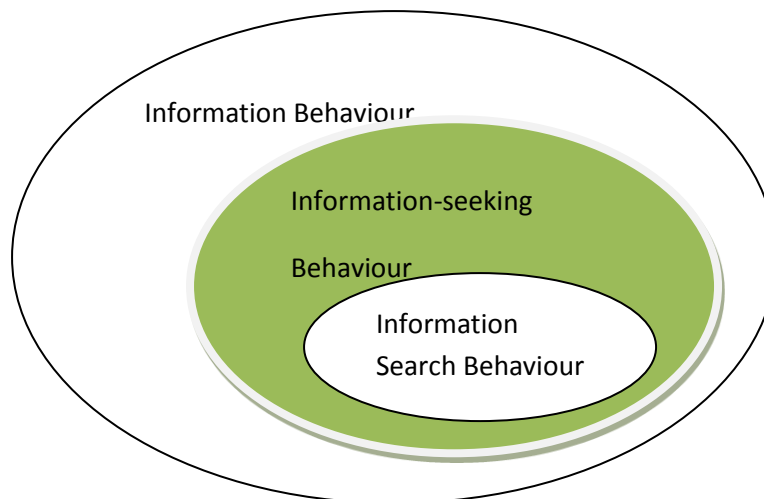 Information Behaviour
Information-seeking
Behaviour
Information
Search Behaviour